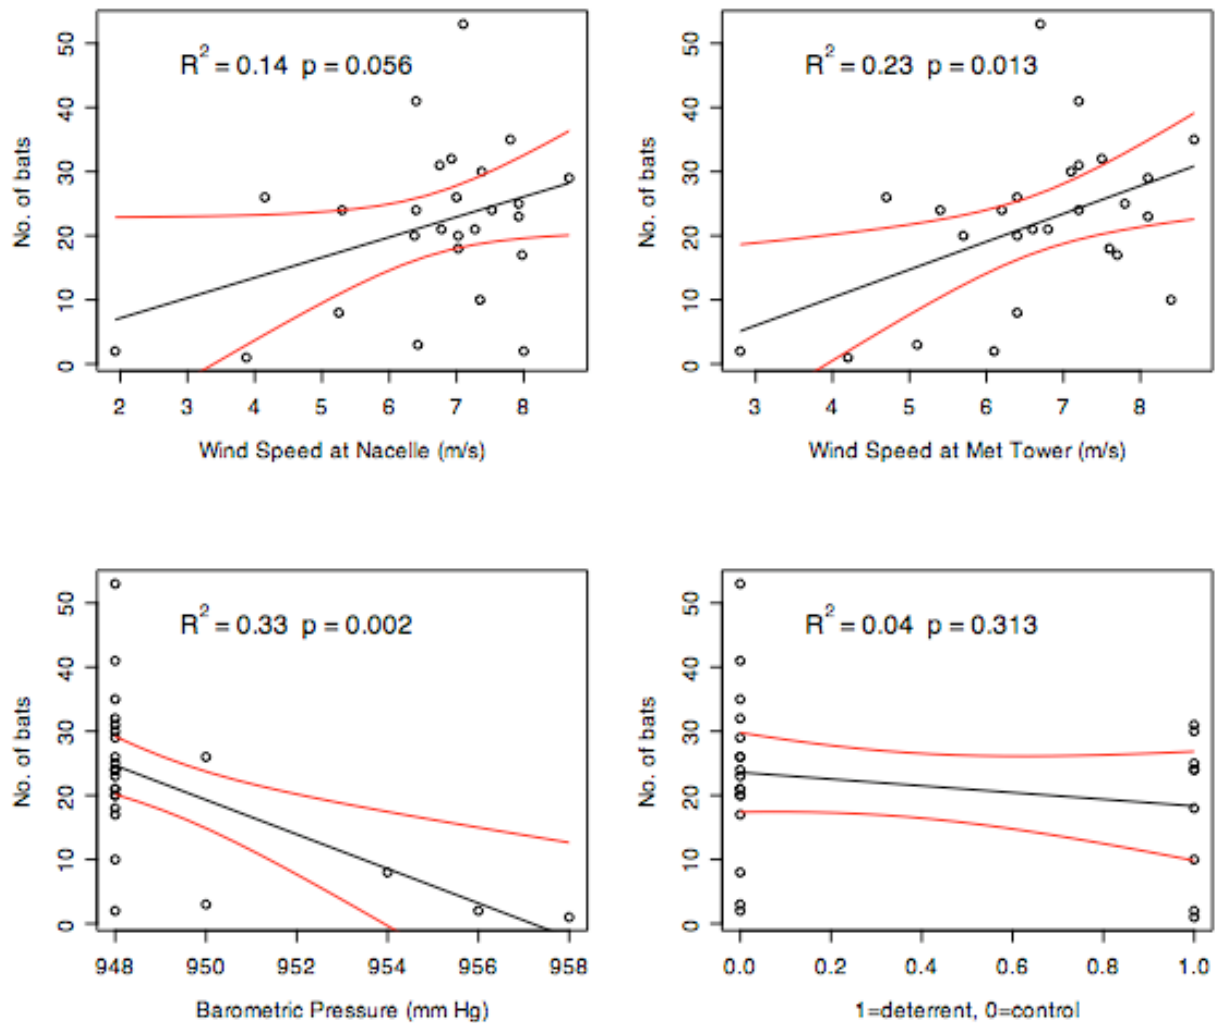 R² = 0.14 p = 0.056
No. of bats
0 10 20 30 40 50
2 3 4 5 6 7 8
Wind Speed at Nacelle (m/s)
R² = 0.23 p = 0.013
No. of bats
0 10 20 30 40 50
3 4 5 6 7 8
Wind Speed at Met Tower (m/s)
R² = 0.33 p = 0.002
No. of bats
0 10 20 30 40 50
948 950 952 954 956 958
Barometric Pressure (mm Hg)
R² = 0.04 p = 0.313
No. of bats
0 10 20 30 40 50
0.0 0.2 0.4 0.6 0.8 1.0
1=deterrent, 0=control